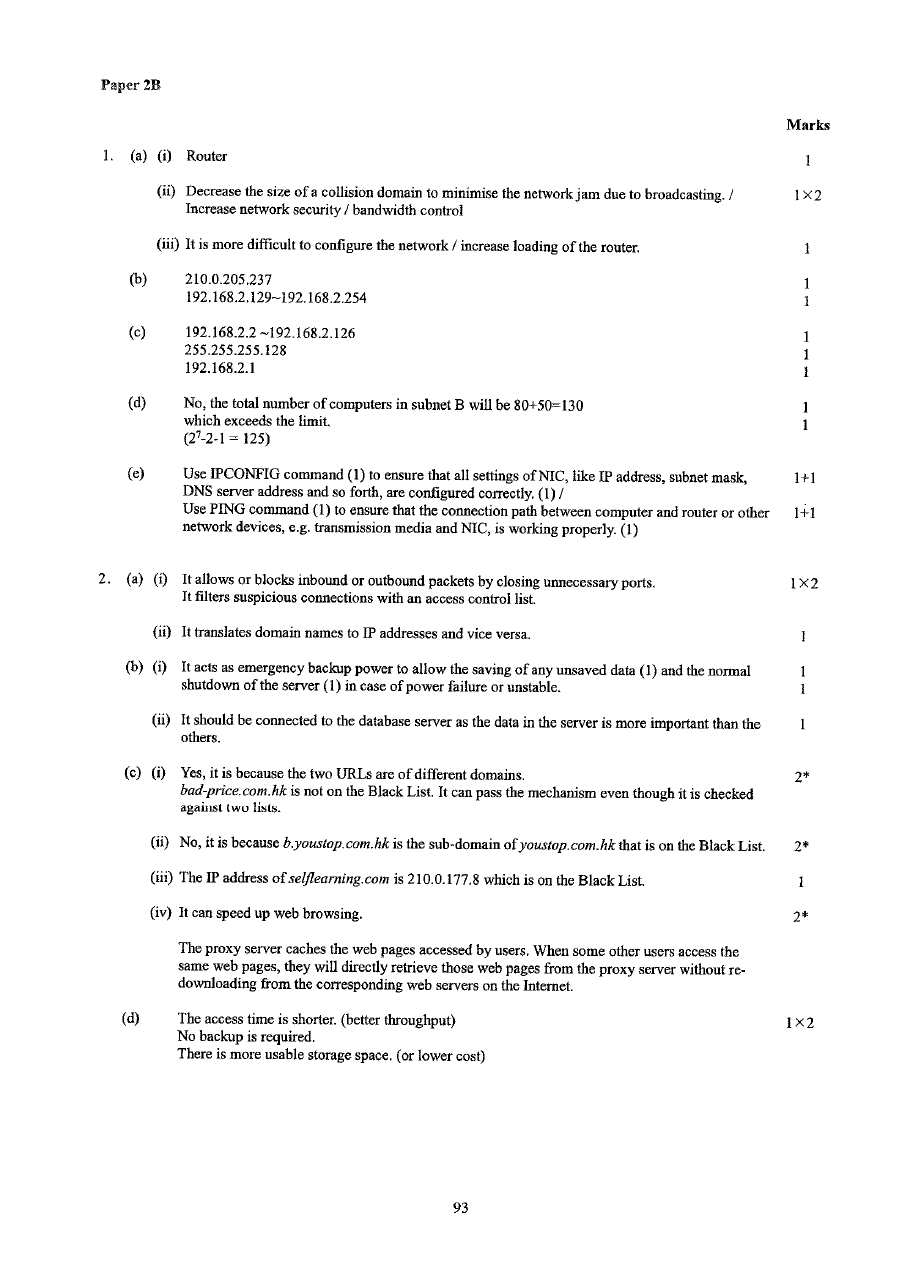 Paper 2B
Marks
1. (a) (i) Router 1
(ii) Decrease the size of a collision domain to minimise the network jam due to broadcasting. / 1×2
Increase network security / bandwidth control
(iii) It is more difficult to configure the network / increase loading of the router. 1
(b) 210.0.205.237 1
192.168.2.129~192.168.2.254 1
(c) 192.168.2.2 ~192.168.2.126 1
255.255.255.128 1
192.168.2.1 1
(d) No, the total number of computers in subnet B will be 80+50=130 1
which exceeds the limit. 1
(2⁷-2-1 = 125)
(e) Use IPCONFIG command (1) to ensure that all settings of NIC, like IP address, subnet mask, 1+1
DNS server address and so forth, are configured correctly. (1) /
Use PING command (1) to ensure that the connection path between computer and router or other 1+1
network devices, e.g. transmission media and NIC, is working properly. (1)
2. (a) (i) It allows or blocks inbound or outbound packets by closing unnecessary ports. 1×2
It filters suspicious connections with an access control list.
(ii) It translates domain names to IP addresses and vice versa. 1
(b) (i) It acts as emergency backup power to allow the saving of any unsaved data (1) and the normal 1
shutdown of the server (1) in case of power failure or unstable. 1
(ii) It should be connected to the database server as the data in the server is more important than the 1
others.
(c) (i) Yes, it is because the two URLs are of different domains. 2*
bad-price.com.hk is not on the Black List. It can pass the mechanism even though it is checked
against two lists.
(ii) No, it is because b.youstop.com.hk is the sub-domain of youstop.com.hk that is on the Black List. 2*
(iii) The IP address of selflearning.com is 210.0.177.8 which is on the Black List. 1
(iv) It can speed up web browsing. 2*
The proxy server caches the web pages accessed by users. When some other users access the
same web pages, they will directly retrieve those web pages from the proxy server without re-
downloading from the corresponding web servers on the Internet.
(d) The access time is shorter. (better throughput) 1×2
No backup is required.
There is more usable storage space. (or lower cost)
93